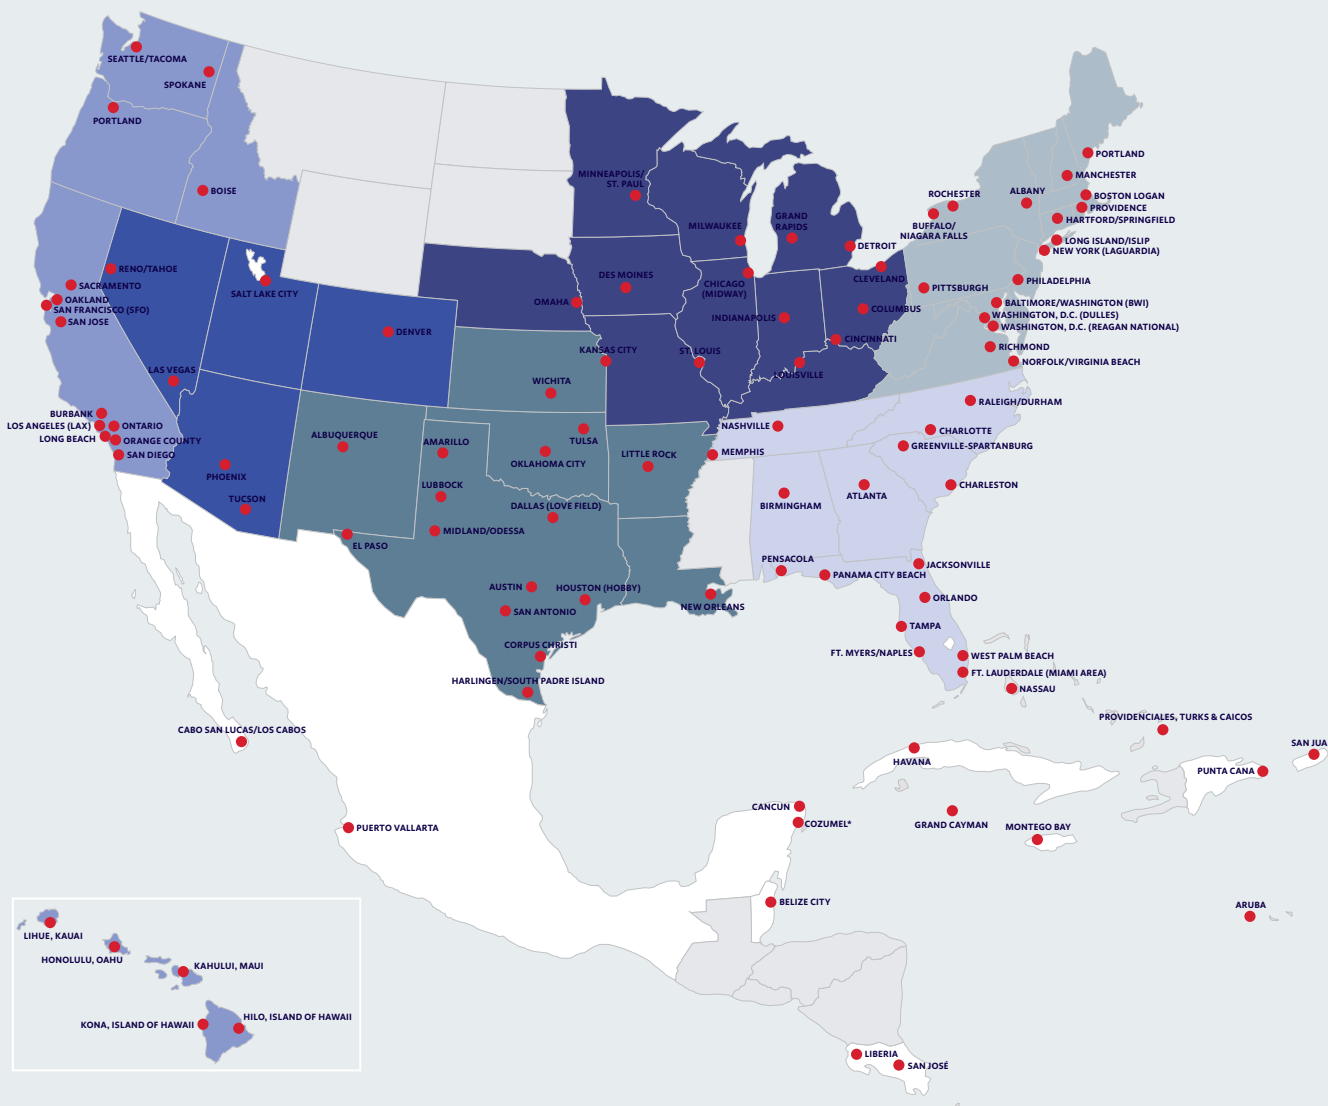 SEATTLE/TACOMA
SPOKANE
PORTLAND
BOISE
RENO/TAHOE
SACRAMENTO
OAKLAND
SAN FRANCISCO (SFO)
SAN JOSE
LAS VEGAS
SALT LAKE CITY
DENVER
BURBANK
LOS ANGELES (LAX)
ONTARIO
LONG BEACH
ORANGE COUNTY
SAN DIEGO
PHOENIX
TUCSON
ALBUQUERQUE
EL PASO
AMARILLO
LUBBOCK
MIDLAND/ODESSA
DALLAS (LOVE FIELD)
AUSTIN
HOUSTON (HOBBY)
SAN ANTONIO
CORPUS CHRISTI
HARLINGEN/SOUTH PADRE ISLAND
WICHITA
TULSA
OKLAHOMA CITY
LITTLE ROCK
NEW ORLEANS
MINNEAPOLIS/
ST. PAUL
DES MOINES
OMAHA
KANSAS CITY
ST. LOUIS
MILWAUKEE
CHICAGO
(MIDWAY)
GRAND
RAPIDS
DETROIT
INDIANAPOLIS
CLEVELAND
COLUMBUS
CINCINNATI
LOUISVILLE
NASHVILLE
MEMPHIS
PORTLAND
MANCHESTER
BOSTON LOGAN
PROVIDENCE
HARTFORD/SPRINGFIELD
ROCHESTER
ALBANY
BUFFALO/
NIAGARA FALLS
LONG ISLAND/ISLIP
NEW YORK (LAGUARDIA)
PHILADELPHIA
PITTSBURGH
BALTIMORE/WASHINGTON (BWI)
WASHINGTON, D.C. (DULLES)
WASHINGTON, D.C. (REAGAN NATIONAL)
RICHMOND
NORFOLK/VIRGINIA BEACH
RALEIGH/DURHAM
CHARLOTTE
GREENVILLE-SPARTANBURG
CHARLESTON
ATLANTA
BIRMINGHAM
PENSACOLA
PANAMA CITY BEACH
JACKSONVILLE
ORLANDO
TAMPA
FT. MYERS/NAPLES
WEST PALM BEACH
FT. LAUDERDALE (MIAMI AREA)
NASSAU
PROVIDENCIALES, TURKS & CAICOS
SAN JUA
PUNTA CANA
HAVANA
GRAND CAYMAN
MONTEGO BAY
ARUBA
CABO SAN LUCAS/LOS CABOS
PUERTO VALLARTA
CANCUN
COZUMEL*
BELIZE CITY
LIBERIA
SAN JOSÉ
LIHUE, KAUAI
HONOLULU, OAHU
KAHULUI, MAUI
KONA, ISLAND OF HAWAII
HILO, ISLAND OF HAWAII